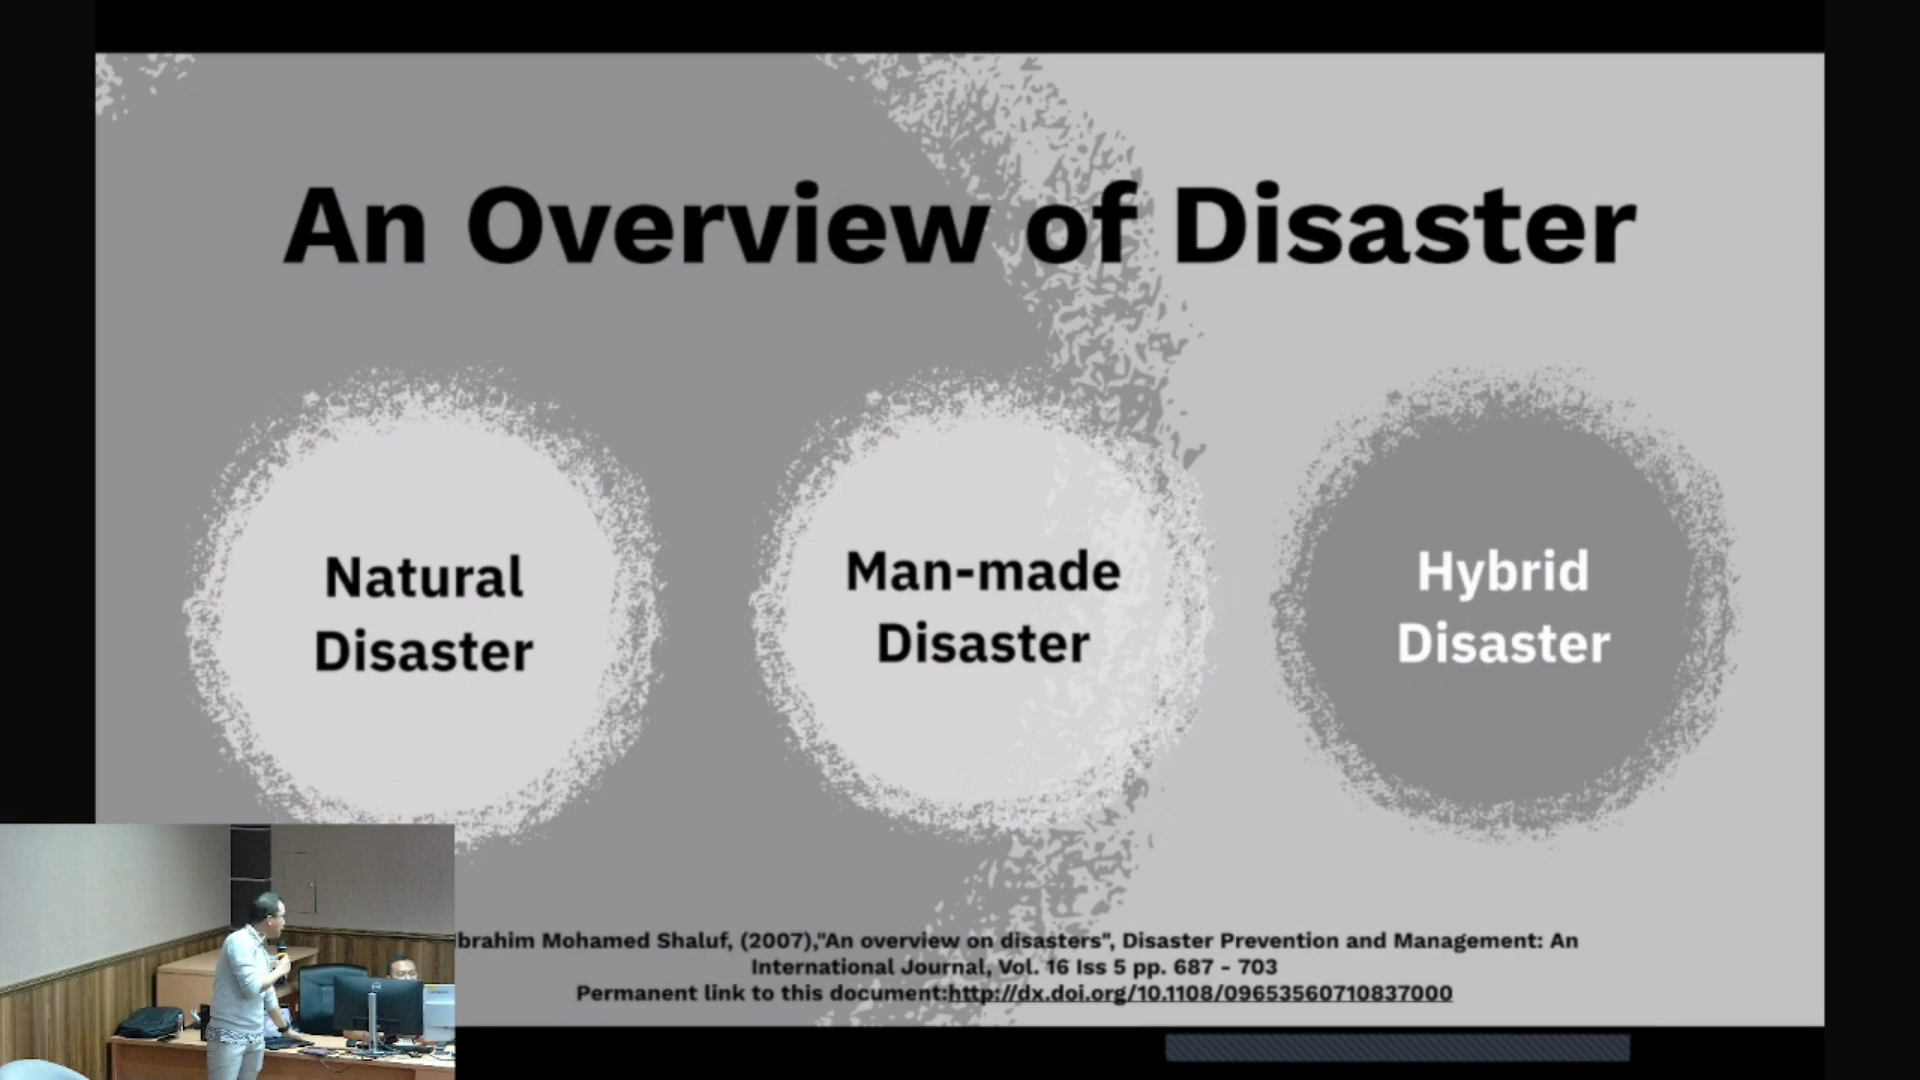 An Overview of Disaster
Natural
Disaster
Man-made
Disaster
Hybrid
Disaster
brahim Mohamed Shaluf, (2007),"An overview on disasters", Disaster Prevention and Management: An
International Journal, Vol. 16 Iss 5 pp. 687 - 703
Permanent link to this document:http://dx.doi.org/10.1108/09653560710837000